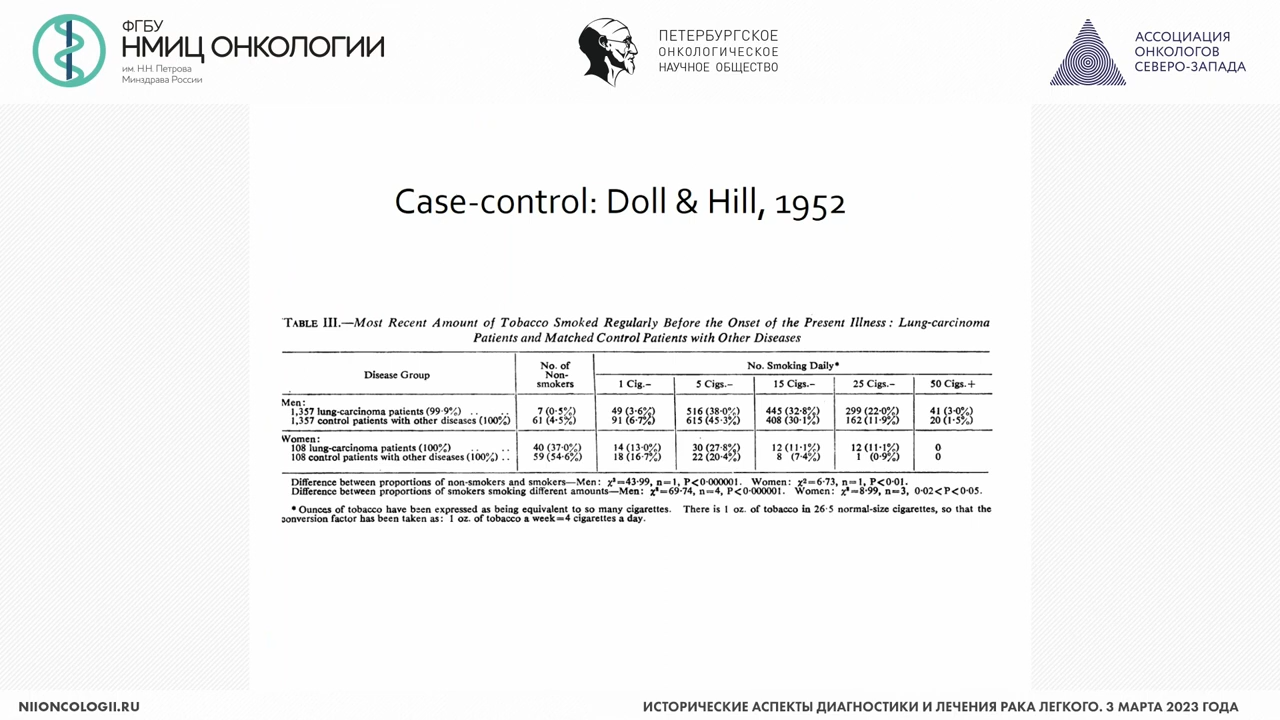 ФГБУ
НМИЦ ОНКОЛОГИИ
им. Н.Н. Петрова
Минздрава России
ПЕТЕРБУРГСКОЕ
ОНКОЛОГИЧЕСКОЕ
НАУЧНОЕ ОБЩЕСТВО
АССОЦИАЦИЯ
ОНКОЛОГОВ
СЕВЕРО-ЗАПАДА
Case-control: Doll & Hill, 1952
TABLE III.—Most Recent Amount of Tobacco Smoked Regularly Before the Onset of the Present Illness: Lung-carcinoma
Patients and Matched Control Patients with Other Diseases
Disease Group
No. of
Non-
smokers
No. Smoking Daily*
1 Cig.– 5 Cigs.– 15 Cigs.– 25 Cigs.– 50 Cigs.+
Men:
1,357 lung-carcinoma patients (99·9%) .. .. 7 (0·5%) 49 (3·6%) 516 (38·0%) 445 (32·8%) 299 (22·0%) 41 (3·0%)
1,357 control patients with other diseases (100%) 61 (4·5%) 91 (6·7%) 615 (45·3%) 408 (30·1%) 162 (11·9%) 20 (1·5%)
Women:
108 lung-carcinoma patients (100%) .. .. 40 (37·0%) 14 (13·0%) 30 (27·8%) 12 (11·1%) 12 (11·1%) 0
108 control patients with other diseases (100%) .. 59 (54·6%) 18 (16·7%) 22 (20·4%) 8 (7·4%) 1 (0·9%) 0
Difference between proportions of non-smokers and smokers—Men: χ²=43·99, n=1, P<0·000001. Women: χ²=6·73, n=1, P<0·01.
Difference between proportions of smokers smoking different amounts—Men: χ²=69·74, n=4, P<0·000001. Women: χ²=8·99, n=3, 0·02<P<0·05.
* Ounces of tobacco have been expressed as being equivalent to so many cigarettes. There is 1 oz. of tobacco in 26·5 normal-size cigarettes, so that the
conversion factor has been taken as: 1 oz. of tobacco a week=4 cigarettes a day.
NIIONCOLOGII.RU
ИСТОРИЧЕСКИЕ АСПЕКТЫ ДИАГНОСТИКИ И ЛЕЧЕНИЯ РАКА ЛЕГКОГО. 3 МАРТА 2023 ГОДА